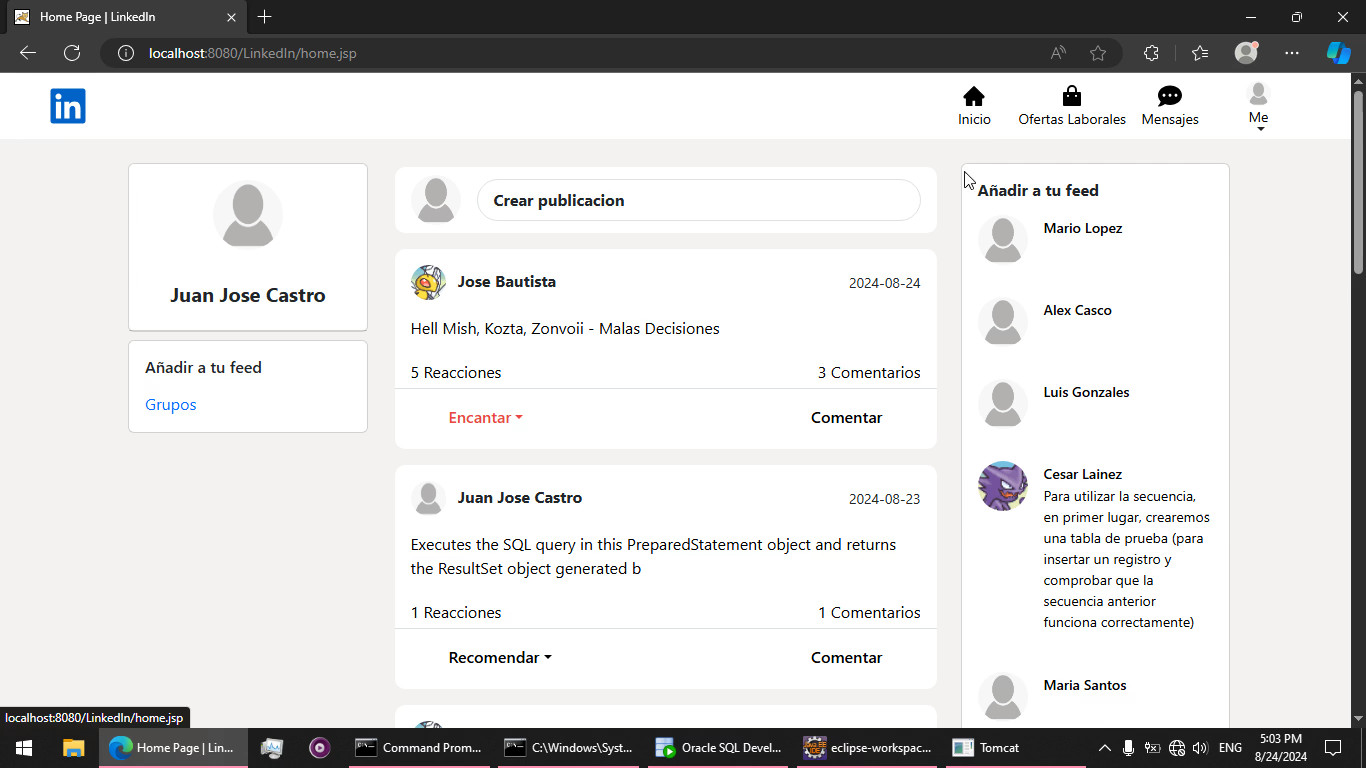 Home Page | LinkedIn
localhost:8080/LinkedIn/home.jsp
in
Inicio
Ofertas Laborales
Mensajes
Me
Juan Jose Castro
Añadir a tu feed
Grupos
Crear publicacion
Jose Bautista
2024-08-24
Hell Mish, Kozta, Zonvoii - Malas Decisiones
5 Reacciones
3 Comentarios
Encantar
Comentar
Juan Jose Castro
2024-08-23
Executes the SQL query in this PreparedStatement object and returns
the ResultSet object generated b
1 Reacciones
1 Comentarios
Recomendar
Comentar
Añadir a tu feed
Mario Lopez
Alex Casco
Luis Gonzales
Cesar Lainez
Para utilizar la secuencia,
en primer lugar, crearemos
una tabla de prueba (para
insertar un registro y
comprobar que la
secuencia anterior
funciona correctamente)
Maria Santos
localhost:8080/LinkedIn/home.jsp
Home Page | Lin...
Command Prom...
C:\Windows\Syst...
Oracle SQL Devel...
eclipse-workspac...
Tomcat
ENG
5:03 PM
8/24/2024